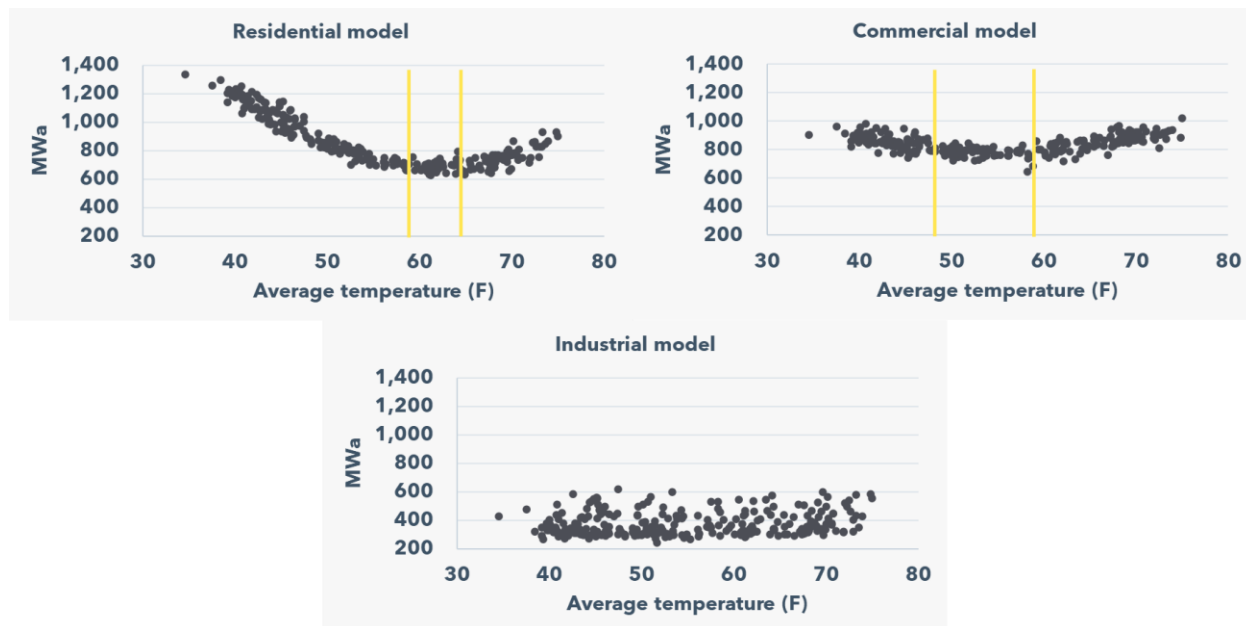 Residential model
1,400
1,200
1,000
800
600
400
200
MWa
30 40 50 60 70 80
Average temperature (F)
Commercial model
1,400
1,200
1,000
800
600
400
200
MWa
30 40 50 60 70 80
Average temperature (F)
Industrial model
1,400
1,200
1,000
800
600
400
200
MWa
30 40 50 60 70 80
Average temperature (F)